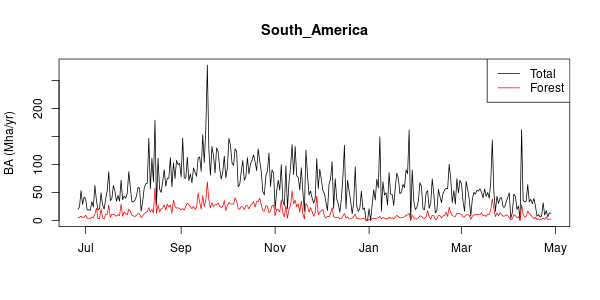 South_America
BA (Mha/yr)
200
100
50
0
Total
Forest
Jul Sep Nov Jan Mar May